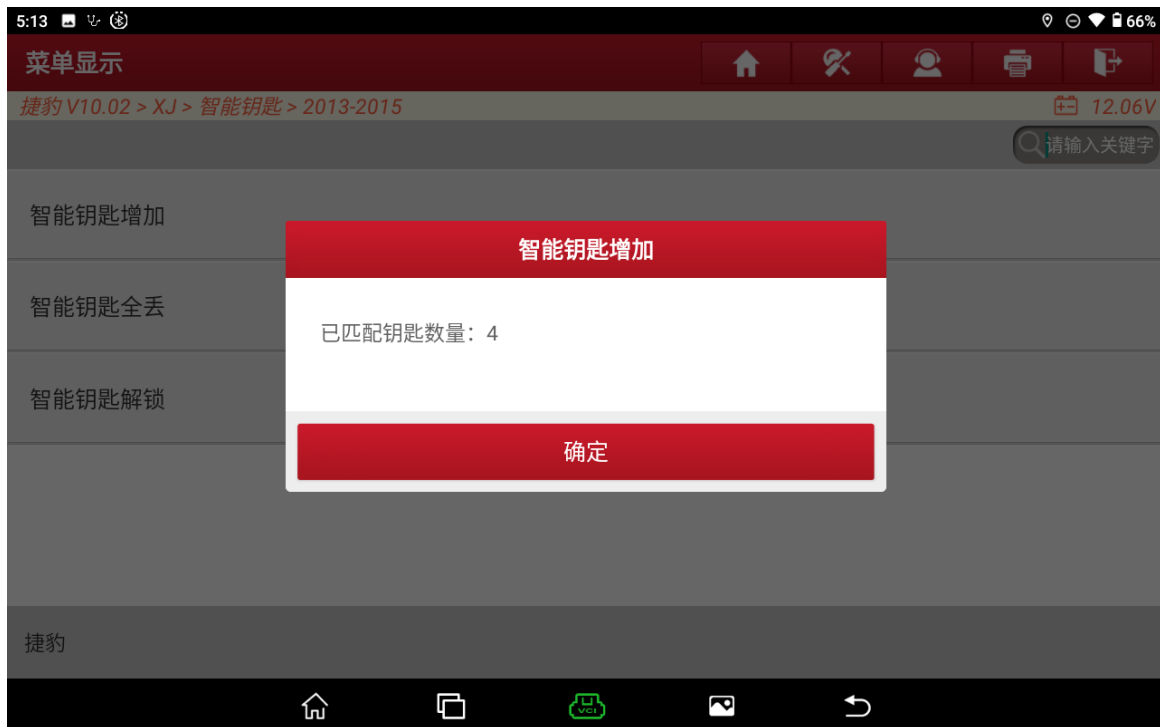 5:13
66%
菜单显示
捷豹 V10.02 > XJ > 智能钥匙 > 2013-2015
12.06V
请输入关键字
智能钥匙增加
智能钥匙增加
已匹配钥匙数量：4
智能钥匙全丢
智能钥匙解锁
确定
捷豹
VCI